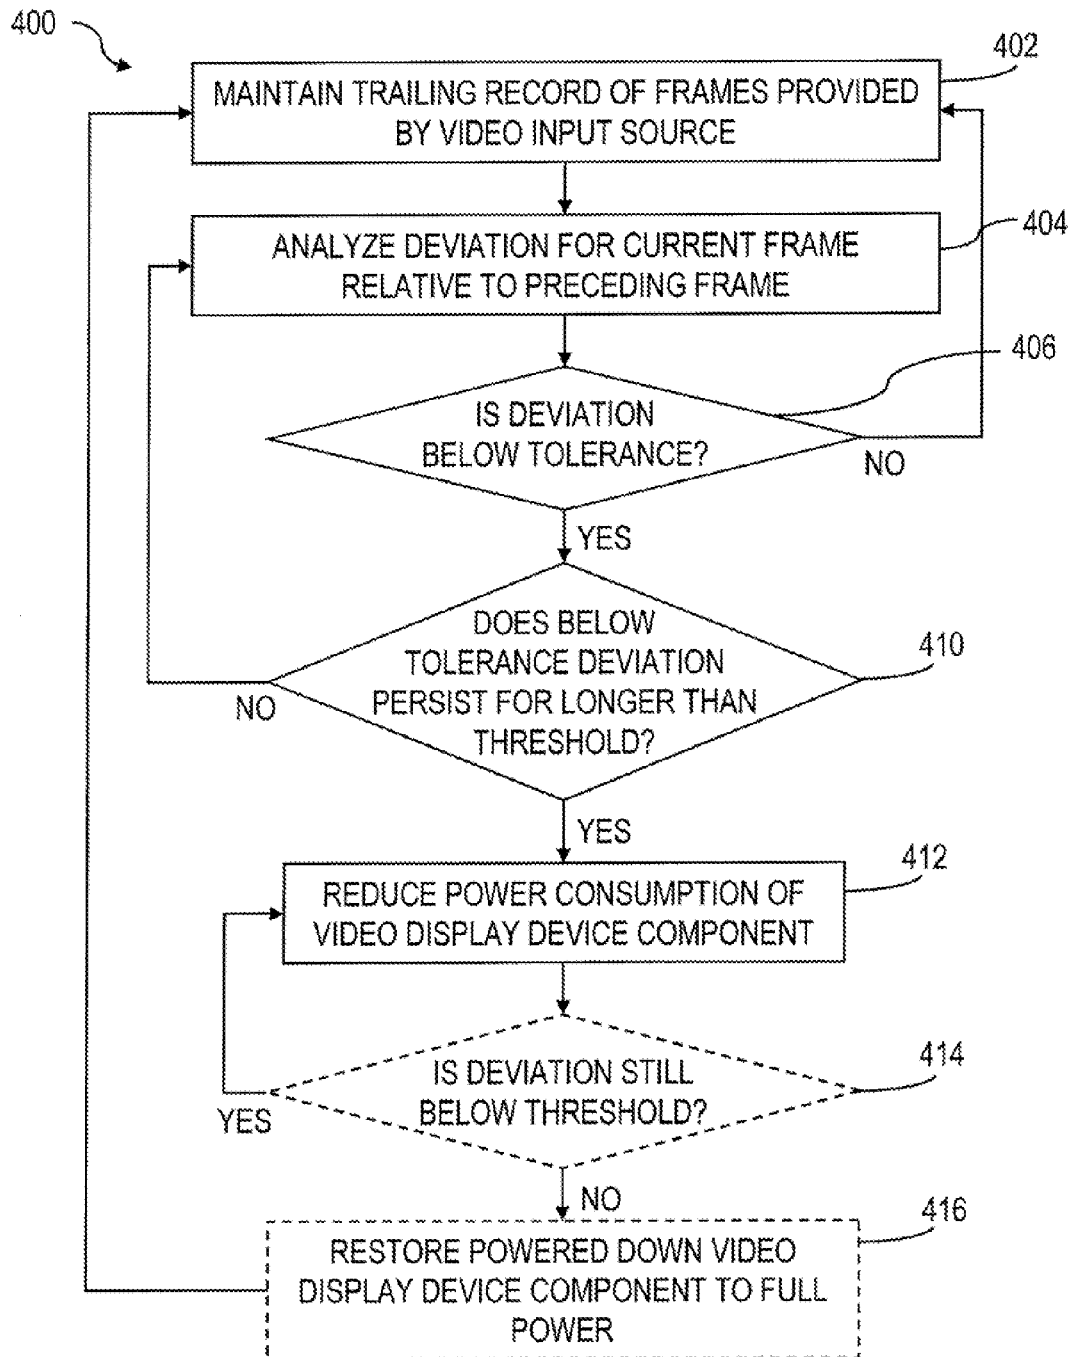 400
402
MAINTAIN TRAILING RECORD OF FRAMES PROVIDED
BY VIDEO INPUT SOURCE
404
ANALYZE DEVIATION FOR CURRENT FRAME
RELATIVE TO PRECEDING FRAME
406
IS DEVIATION
BELOW TOLERANCE?
NO
YES
DOES BELOW
TOLERANCE DEVIATION
PERSIST FOR LONGER THAN
THRESHOLD?
410
NO
YES
412
REDUCE POWER CONSUMPTION OF
VIDEO DISPLAY DEVICE COMPONENT
414
IS DEVIATION STILL
BELOW THRESHOLD?
YES
NO
416
RESTORE POWERED DOWN VIDEO
DISPLAY DEVICE COMPONENT TO FULL
POWER